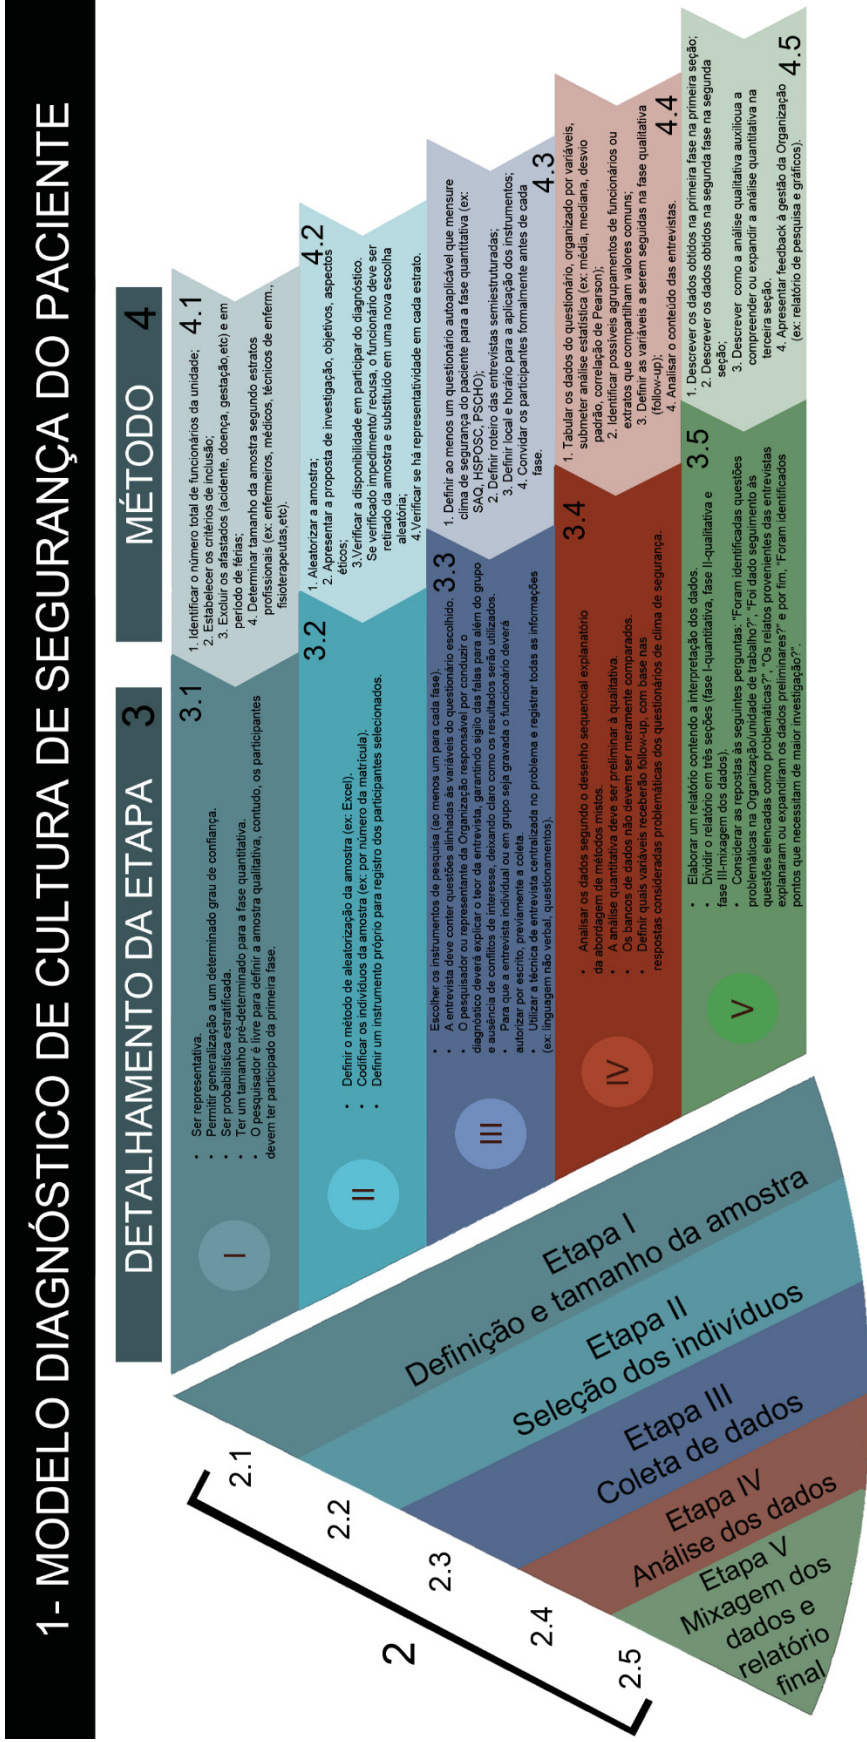 1- MODELO DIAGNÓSTICO DE CULTURA DE SEGURANÇA DO PACIENTE
DETALHAMENTO DA ETAPA 3
MÉTODO 4
2
2.1
2.2
2.3
2.4
2.5
Etapa I
Definição e tamanho da amostra
Etapa II
Seleção dos indivíduos
Etapa III
Coleta de dados
Etapa IV
Análise dos dados
Etapa V
Mixagem dos
dados e
relatório
final
I
3.1
• Ser representativa.
• Permitir generalização a um determinado grau de confiança.
• Ser probabilística estratificada.
• Ter um tamanho pré-determinado para a fase quantitativa.
• O pesquisador é livre para definir a amostra qualitativa, contudo, os participantes
devem ter participado da primeira fase.
4.1
1. Identificar o número total de funcionários da unidade;
2. Estabelecer os critérios de inclusão;
3. Excluir os afastados (acidente, doença, gestação,etc) e em
período de férias;
4. Determinar tamanho da amostra segundo estratos
profissionais (ex: enfermeiros, médicos, técnicos de enferm.,
fisioterapeutas,etc).
II
3.2
• Definir o método de aleatorização da amostra (ex: Excel).
• Codificar os indivíduos da amostra (ex: por número da matrícula).
• Definir um instrumento próprio para registro dos participantes selecionados.
4.2
1. Aleatorizar a amostra;
2. Apresentar a proposta de investigação, objetivos, aspectos
éticos;
3.Verificar a disponibilidade em participar do diagnóstico.
Se verificado impedimento/ recusa, o funcionário deve ser
retirado da amostra e substituído em uma nova escolha
aleatória;
4.Verificar se há representatividade em cada estrato.
III
3.3
• Escolher os instrumentos de pesquisa (ao menos um para cada fase).
• A entrevista deve conter questões alinhadas às variáveis do questionário escolhido.
• O pesquisador ou representante da Organização responsável por conduzir o
diagnóstico deverá explicar o teor da entrevista, garantindo sigilo das falas para além do grupo
e ausência de conflitos de interesse, deixando claro como os resultados serão utilizados.
• Para que a entrevista individual ou em grupo seja gravada o funcionário deverá
autorizar por escrito, previamente a coleta.
• Utilizar a técnica de entrevista centralizada no problema e registrar todas as informações
(ex: linguagem não verbal, questionamentos).
4.3
1. Definir ao menos um questionário autoaplicável que mensure
clima de segurança do paciente para a fase quantitativa (ex:
SAQ, HSPOSC, PSCHO);
2. Definir roteiro das entrevistas semiestruturadas;
3. Definir local e horário para a aplicação dos instrumentos;
4. Convidar os participantes formalmente antes de cada
fase.
IV
3.4
• Analisar os dados segundo o desenho sequencial explanatório
da abordagem de métodos mistos.
• A análise quantitativa deve ser preliminar à qualitativa.
• Os bancos de dados não devem ser meramente comparados.
• Definir quais variáveis receberão follow-up, com base nas
respostas consideradas problemáticas dos questionários de clima de segurança.
4.4
1. Tabular os dados do questionário, organizado por variáveis,
submeter análise estatística (ex: média, mediana, desvio
padrão, correlação de Pearson);
2. Identificar possíveis agrupamentos de funcionários ou
extratos que compartilham valores comuns;
3. Definir as variáveis a serem seguidas na fase qualitativa
(follow-up);
4. Analisar o conteúdo das entrevistas.
V
3.5
• Elaborar um relatório contendo a interpretação dos dados.
• Dividir o relatório em três seções (fase I-quantitativa, fase II-qualitativa e
fase III-mixagem dos dados).
• Considerar as repostas às seguintes perguntas: “Foram identificadas questões
problemáticas na Organização/unidade de trabalho?”, “Foi dado seguimento às
questões elencadas como problemáticas?”, “Os relatos provenientes das entrevistas
explanaram ou expandiram os dados preliminares?” e por fim, “Foram identificados
pontos que necessitam de maior investigação?”.
4.5
1. Descrever os dados obtidos na primeira fase na primeira seção;
2. Descrever os dados obtidos na segunda fase na segunda
seção;
3. Descrever como a análise qualitativa auxilioua a
compreender ou expandir a análise quantitativa na
terceira seção.
4. Apresentar feedback à gestão da Organização
(ex: relatório de pesquisa e gráficos).